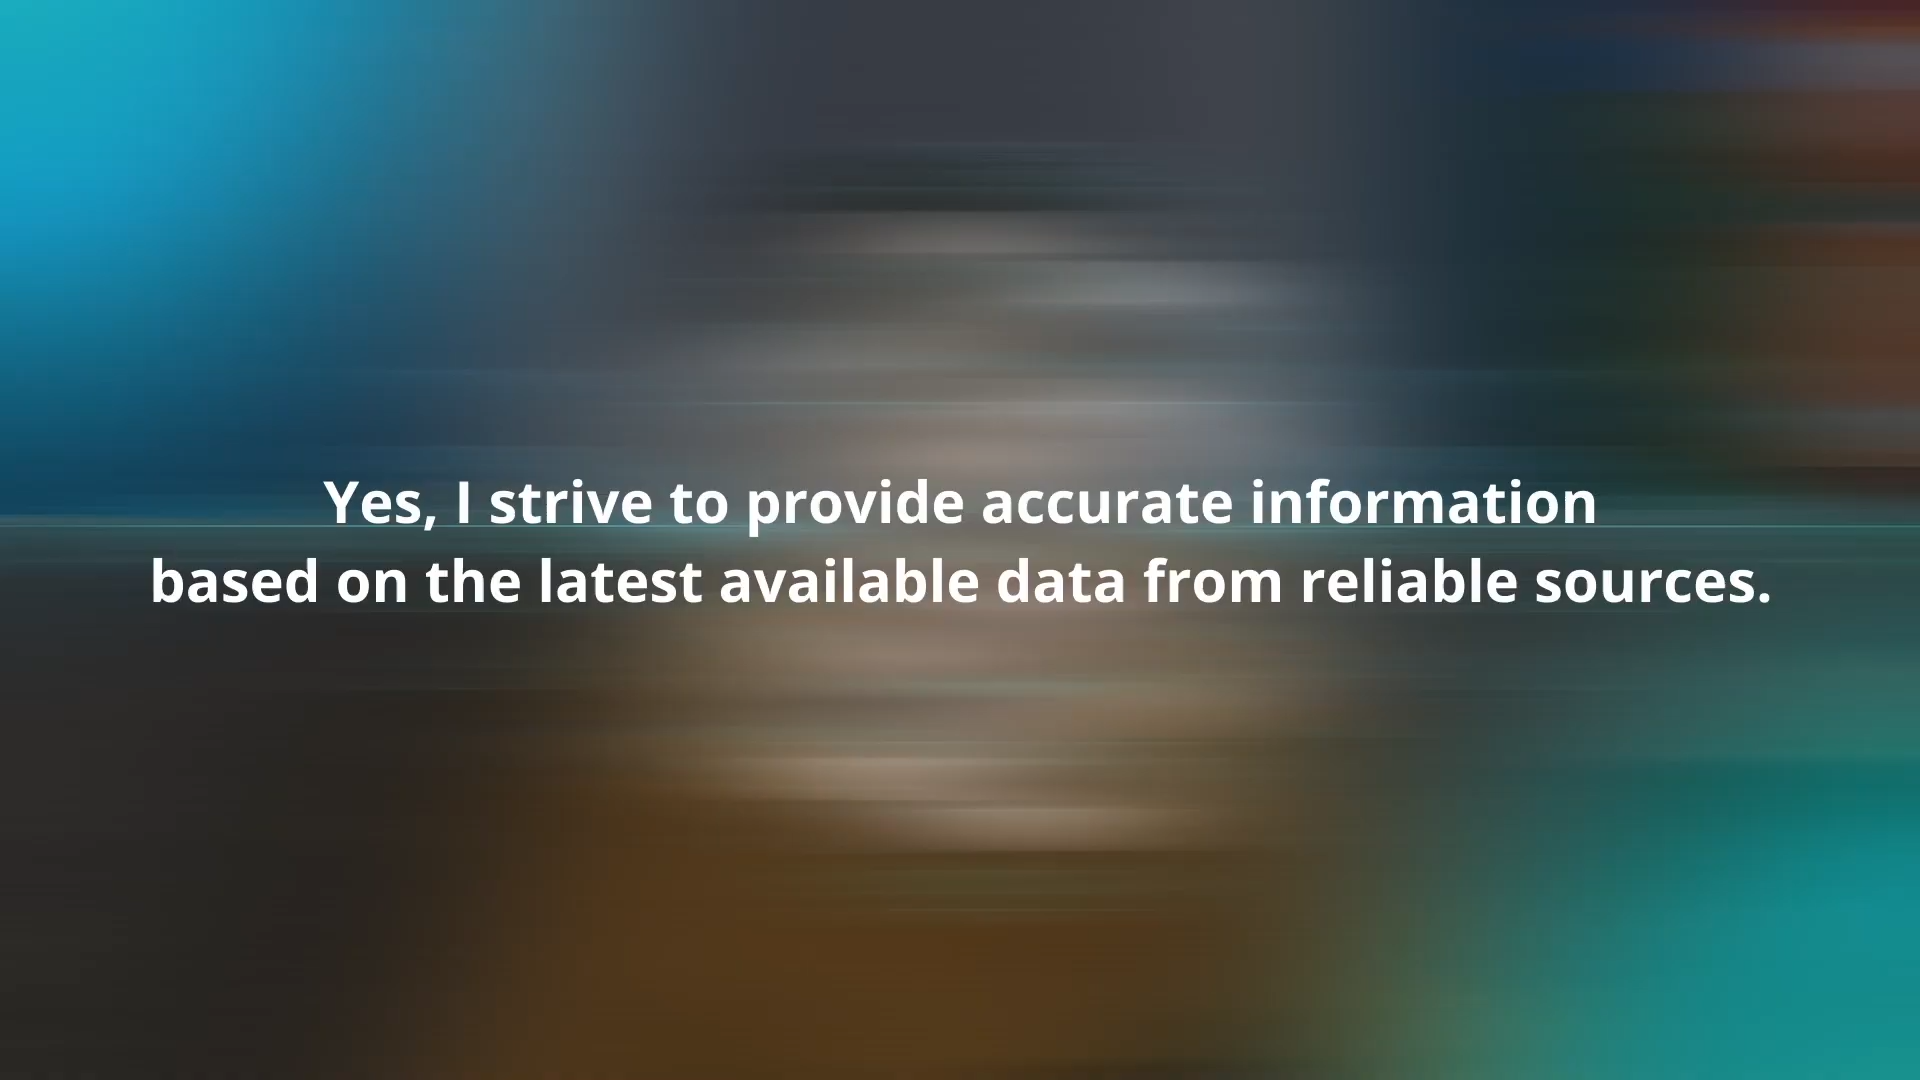 Yes, I strive to provide accurate information
based on the latest available data from reliable sources.